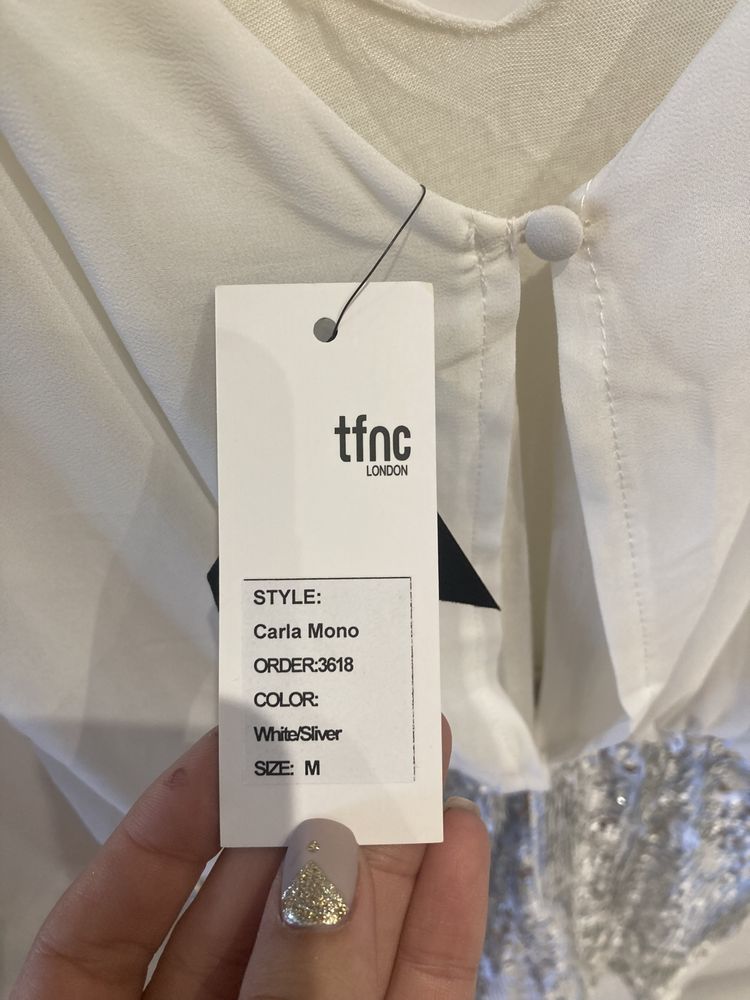 tfnc
LONDON
STYLE:
Carla Mono
ORDER:3618
COLOR:
White/Sliver
SIZE: M